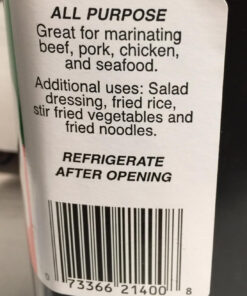 ALL PURPOSE
Great for marinating
beef, pork, chicken,
and seafood.
Additional uses: Salad
dressing, fried rice,
stir fried vegetables and
fried noodles.
REFRIGERATE
AFTER OPENING
0 73366 21400 8